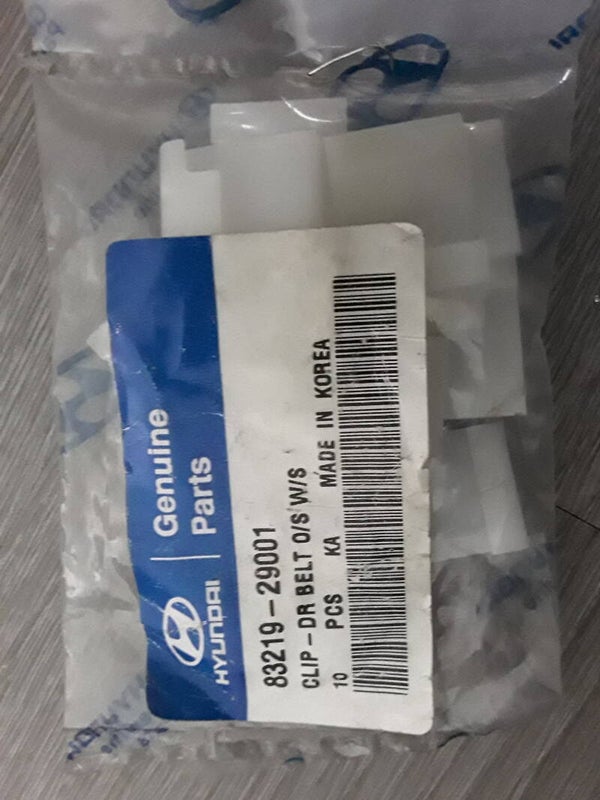 HYUNDAI
Genuine
Parts
83219-29001
CLIP-DR BELT O/S W/S
10 PCS KA MADE IN KOREA